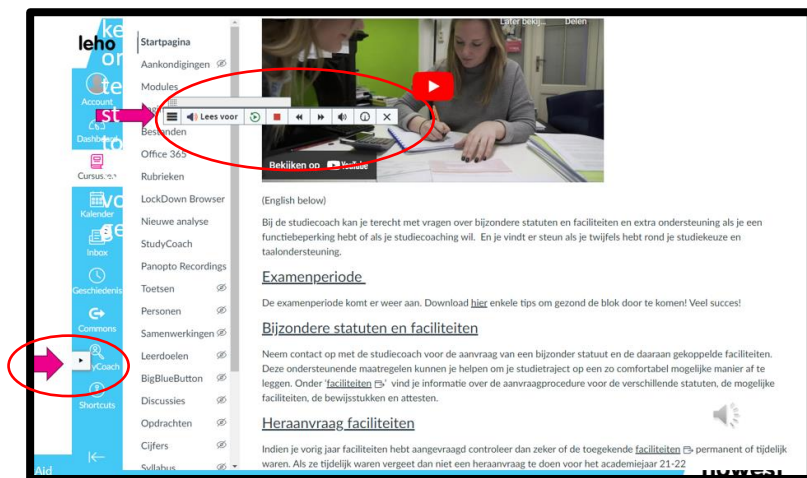 leho
Account
Dashboard
Kalender
Inbox
Geschiedenis
Commons
Shortcuts
Aid
Startpagina
Aankondigingen
Modules
Bestanden
Office 365
Rubrieken
LockDown Browser
Nieuwe analyse
StudyCoach
Panopto Recordings
Toetsen
Personen
Samenwerkingen
Leerdoelen
BigBlueButton
Discussies
Opdrachten
Cijfers
Syllabus
Lees voor
Later bekij... Delen
Bekijken op YouTube
(English below)
Bij de studiecoach kan je terecht met vragen over bijzondere statuten en faciliteiten en extra ondersteuning als je een
functiebeperking hebt of als je studiecoaching wil. En je vindt er steun als je twijfels hebt rond je studiekeuze en
taalondersteuning.
Examenperiode
De examenperiode komt er weer aan. Download hier enkele tips om gezond de blok door te komen! Veel succes!
Bijzondere statuten en faciliteiten
Neem contact op met de studiecoach voor de aanvraag van een bijzonder statuut en de daaraan gekoppelde faciliteiten.
Deze ondersteunende maatregelen kunnen je helpen om je studietraject op een zo comfortabel mogelijke manier af te
leggen. Onder 'faciliteiten' vind je informatie over de aanvraagprocedure voor de verschillende statuten, de mogelijke
faciliteiten, de bewijsstukken en attesten.
Heraanvraag faciliteiten
Indien je vorig jaar faciliteiten hebt aangevraagd controleer dan zeker of de toegekende faciliteiten permanent of tijdelijk
waren. Als ze tijdelijk waren vergeet dan niet een heraanvraag te doen voor het academiejaar 21-22
howest